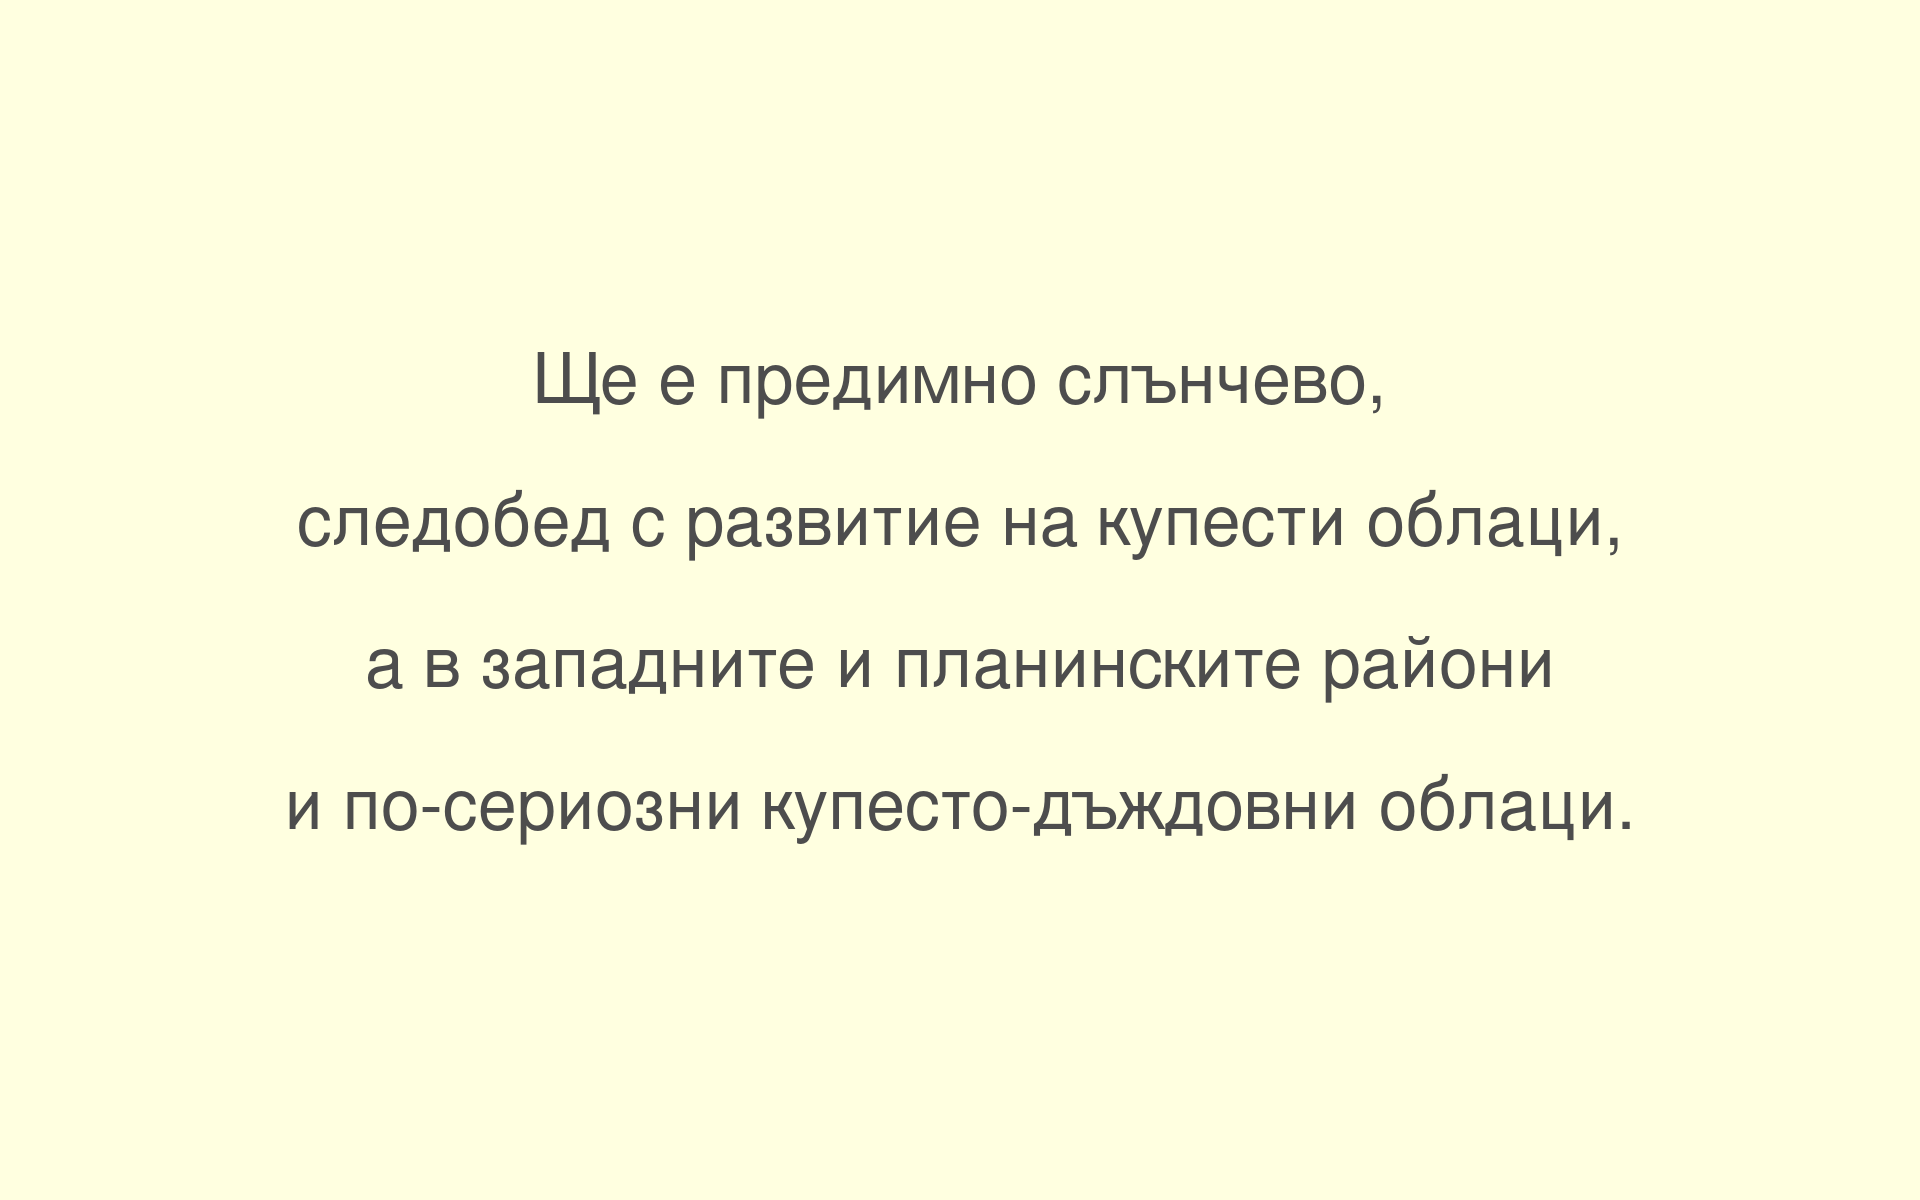 Ще е предимно слънчево,
следобед с развитие на купести облаци,
а в западните и планинските райони
и по-сериозни купесто-дъждовни облаци.